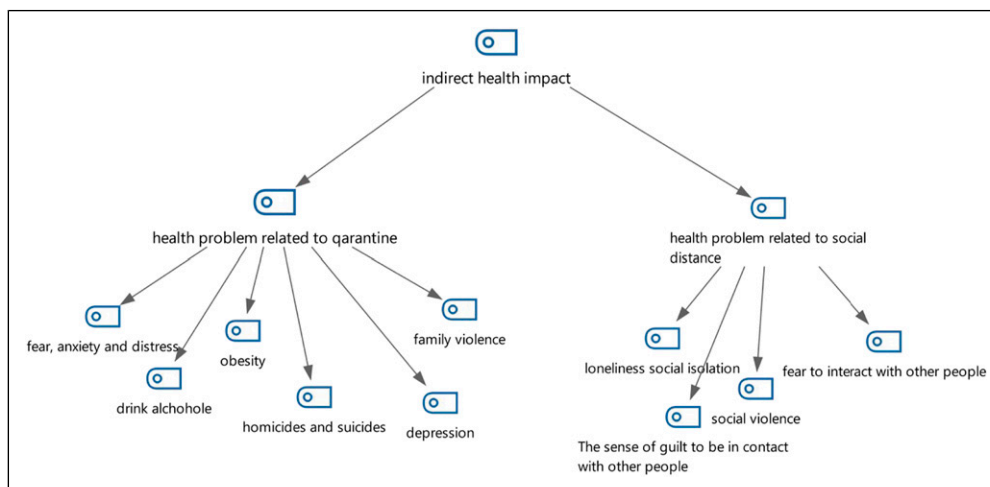 indirect health impact
health problem related to qarantine
health problem related to social
distance
fear, anxiety and distress
obesity
family violence
drink alchohole
homicides and suicides
depression
loneliness social isolation
fear to interact with other people
social violence
The sense of guilt to be in contact
with other people